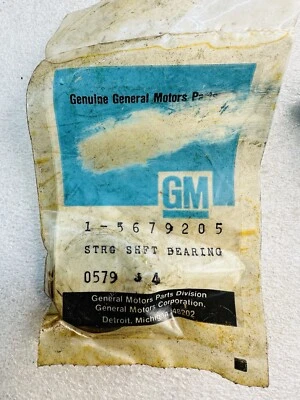 Genuine General Motors Parts
GM
1-5679205
STRG SHFT BEARING
0579 J4
General Motors Parts Division
General Motors Corporation,
Detroit, Michigan 48202